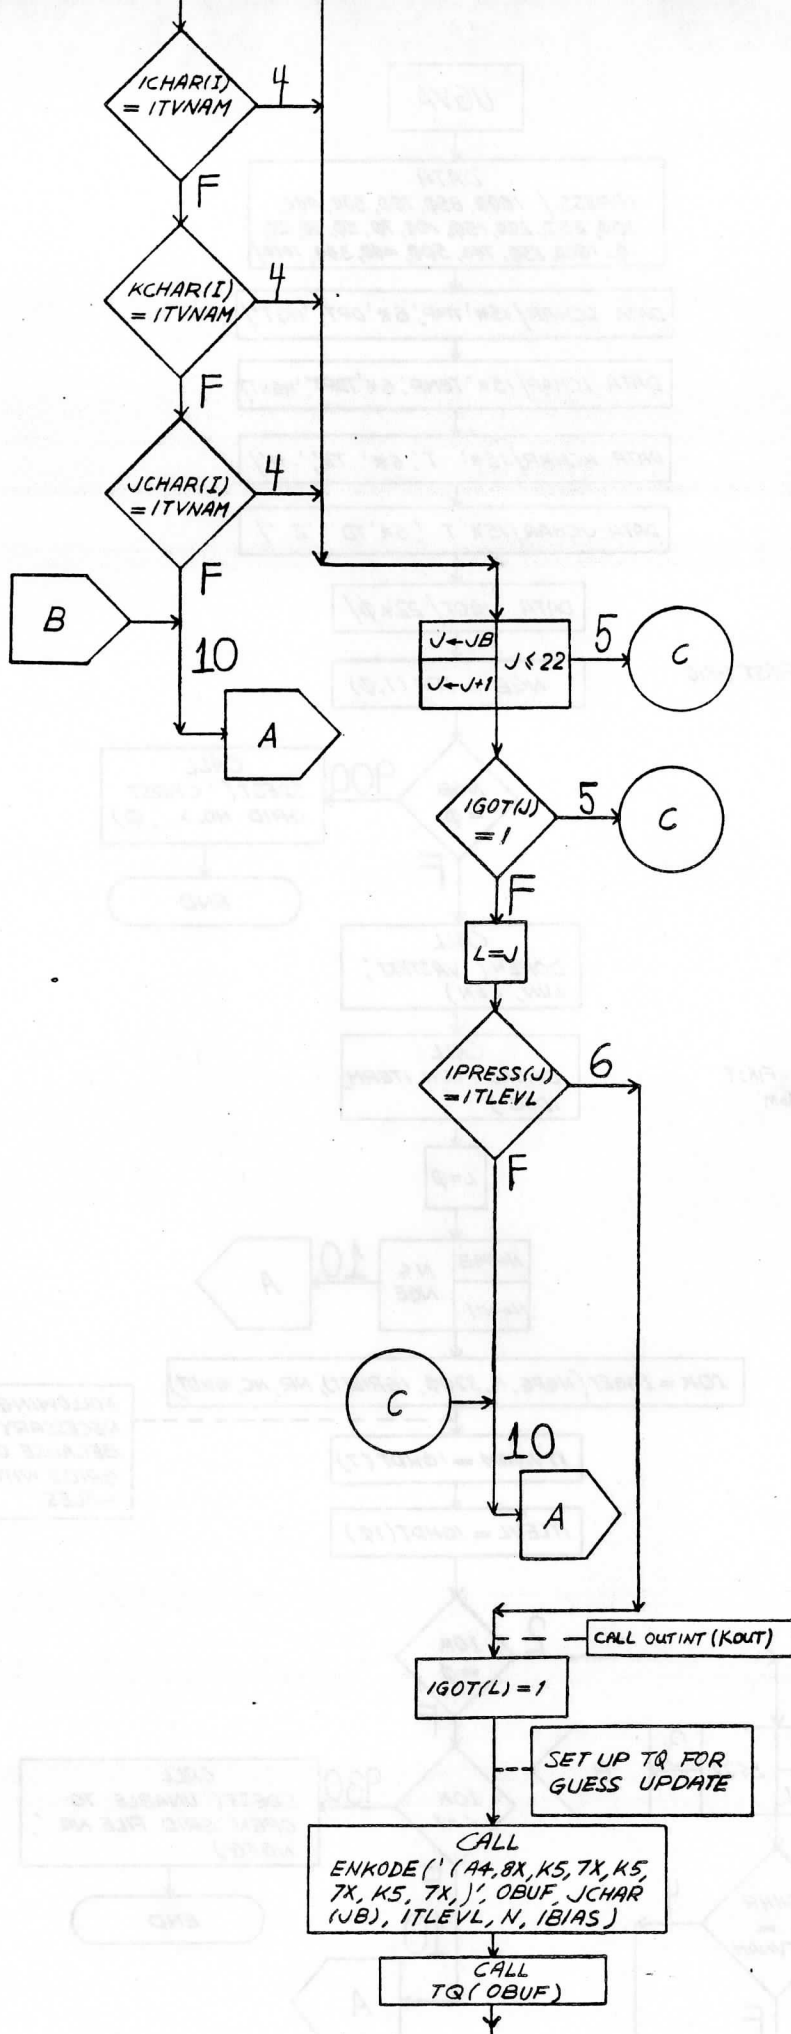 ICHAR(I)
= ITVNAM
4
F
KCHAR(I)
= ITVNAM
4
F
JCHAR(I)
= ITVNAM
4
F
B
10
A
J←JB
J←J+1
J≤22
5
C
IGOT(J)
= 1
5
C
F
L=J
IPRESS(J)
= ITLEVL
6
F
C
10
A
CALL OUTINT (KOUT)
IGOT(L) = 1
SET UP TQ FOR
GUESS UPDATE
CALL
ENKODE('(A4,8X,K5,7X,K5,
7X, K5, 7X,)', OBUF, JCHAR
(JB), ITLEVL, N, IBIAS)
CALL
TQ(OBUF)